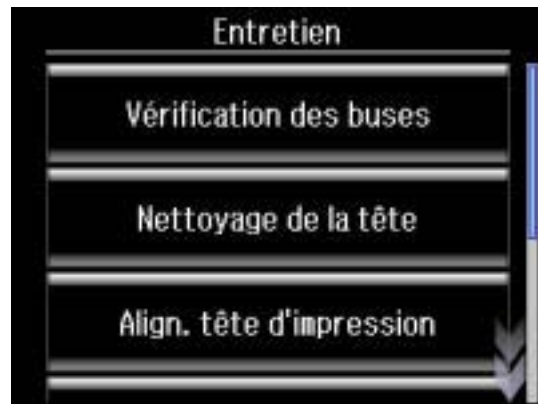 Entretien
Vérification des buses
Nettoyage de la tête
Align. tête d'impression